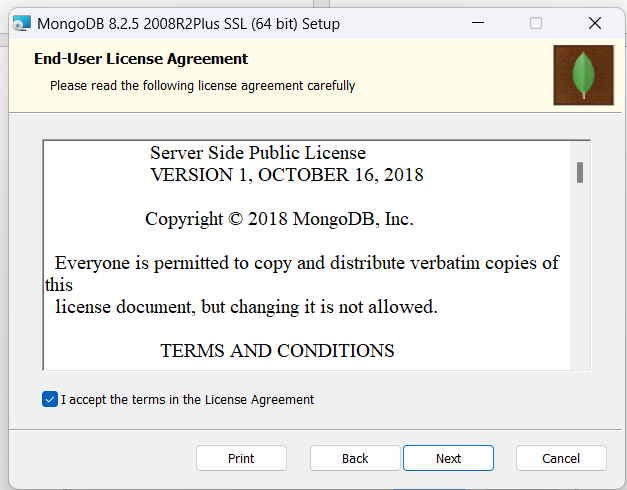 MongoDB 8.2.5 2008R2Plus SSL (64 bit) Setup
End-User License Agreement
Please read the following license agreement carefully
Server Side Public License
VERSION 1, OCTOBER 16, 2018
Copyright © 2018 MongoDB, Inc.
Everyone is permitted to copy and distribute verbatim copies of
this
license document, but changing it is not allowed.
TERMS AND CONDITIONS
I accept the terms in the License Agreement
Print Back Next Cancel